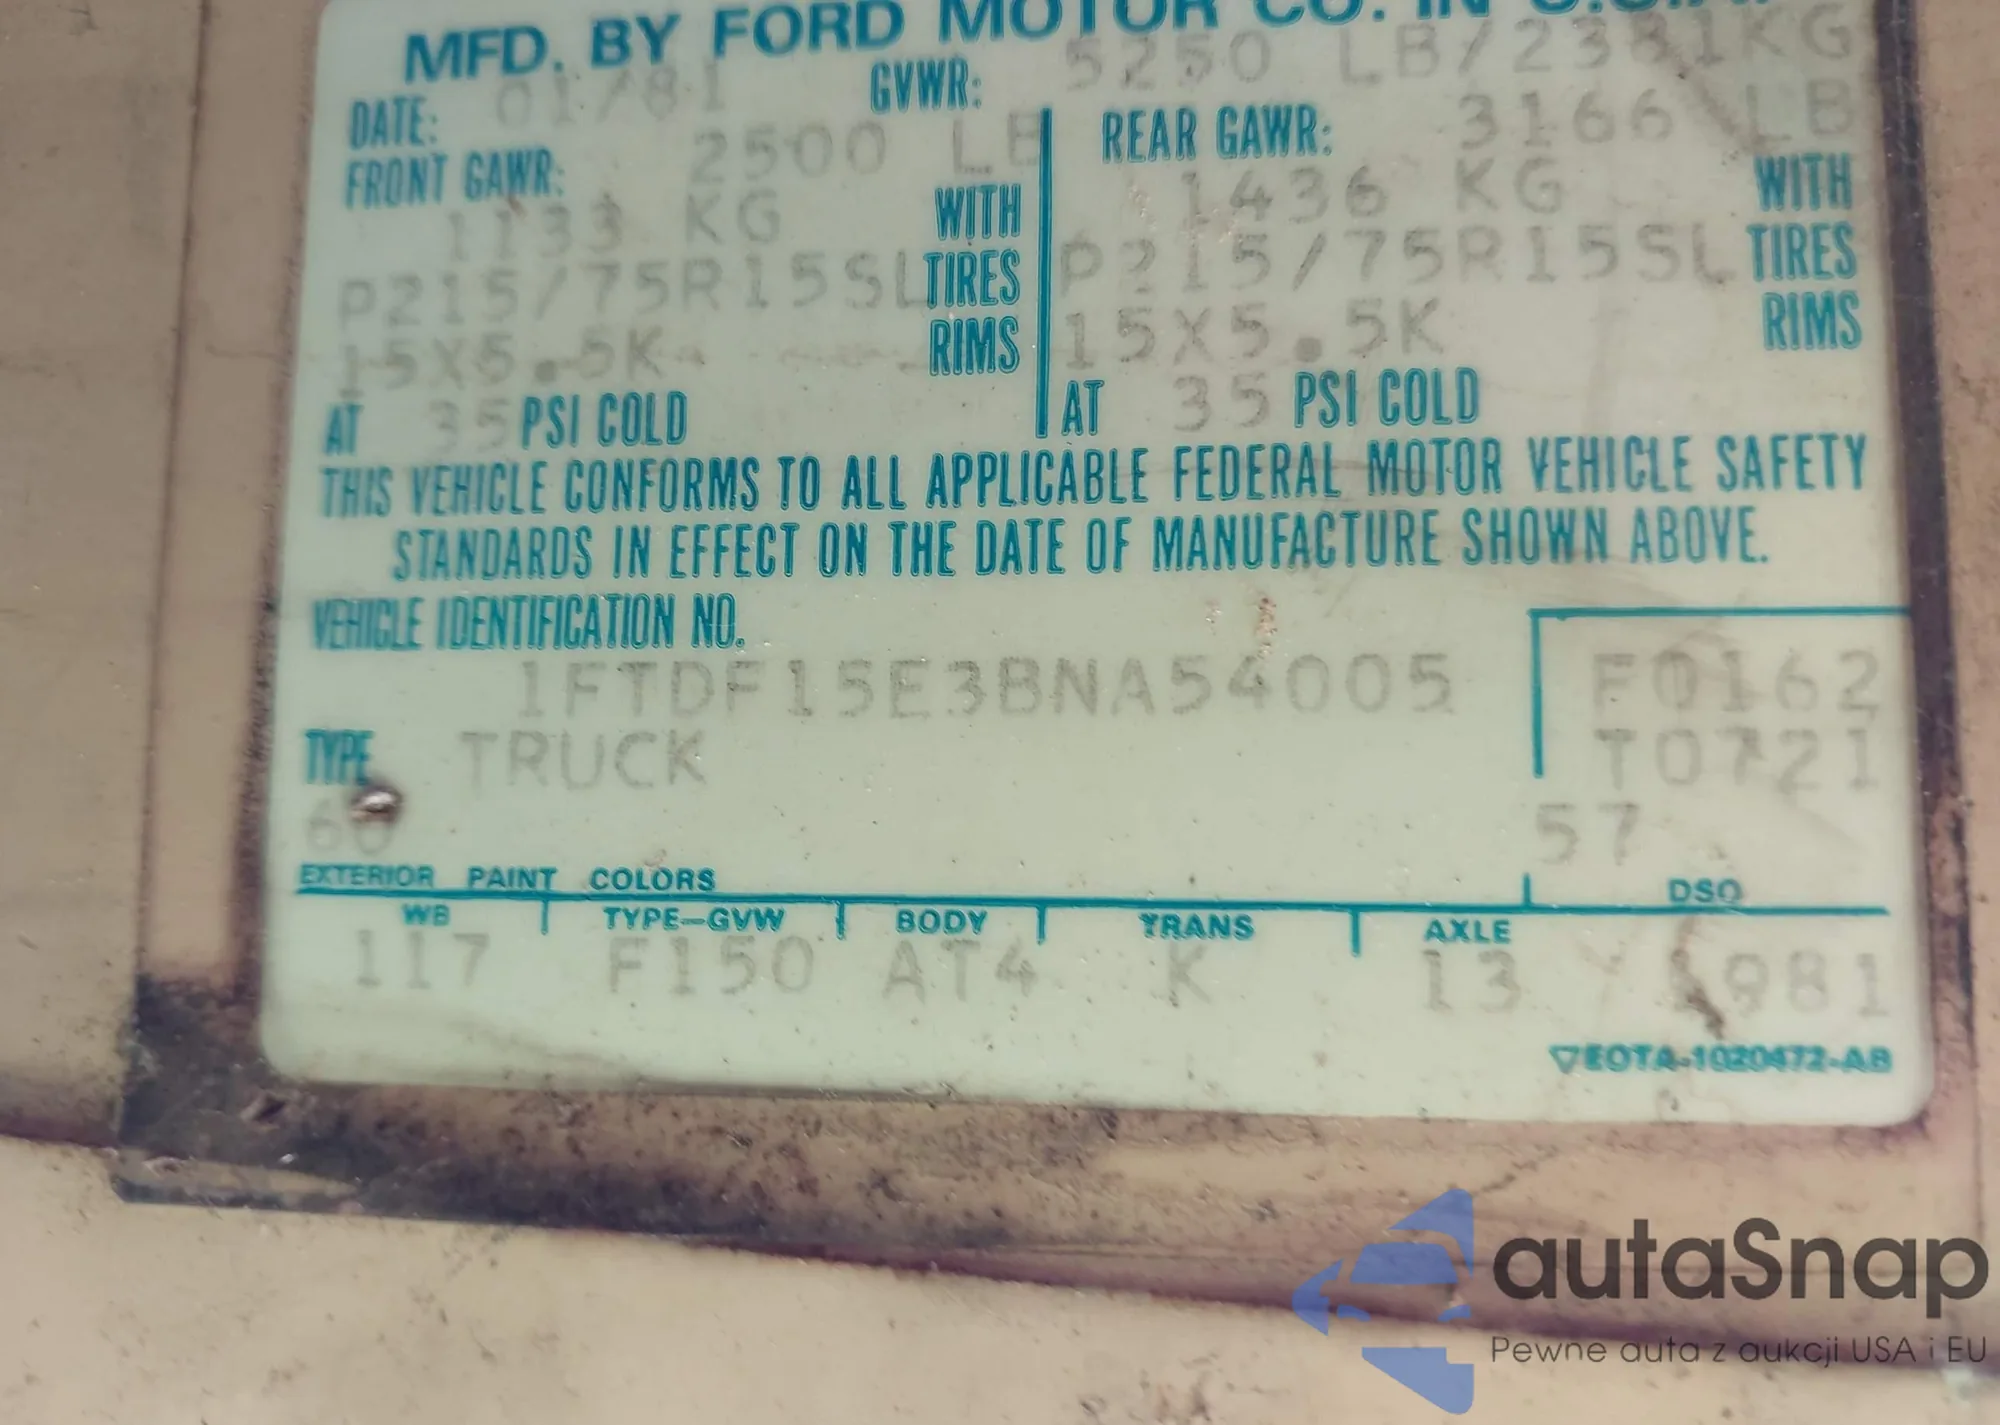 MFD. BY FORD MOTOR CO. IN U.S.A.
DATE: 01/81 GVWR: 5250 LB/2381KG
FRONT GAWR: 2500 LB REAR GAWR: 3166 LB
1133 KG WITH 1436 KG WITH
P215/75R15SL TIRES P215/75R15SL TIRES
15X5.5K RIMS 15X5.5K RIMS
AT 35 PSI COLD AT 35 PSI COLD
THIS VEHICLE CONFORMS TO ALL APPLICABLE FEDERAL MOTOR VEHICLE SAFETY
STANDARDS IN EFFECT ON THE DATE OF MANUFACTURE SHOWN ABOVE.
VEHICLE IDENTIFICATION NO.
1FTDF15E3BNA54005 F0162
TYPE TRUCK T0721
60 57
EXTERIOR PAINT COLORS DSO
WB TYPE-GVW BODY TRANS AXLE
117 F150 AT4 K 13
▽EOTA-1020472-AB
autaSnap
Pewne auta z aukcji USA i EU